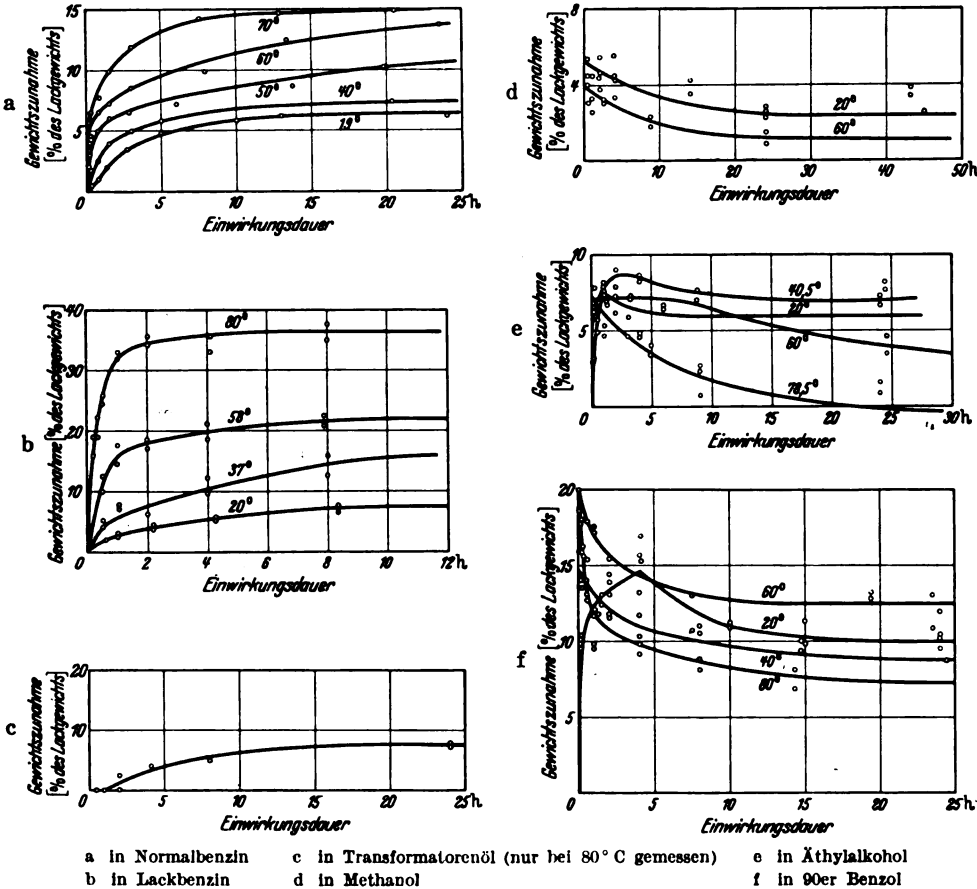 a
Gewichtszunahme
[% des Lackgewichts]
15
10
5
0
5
10
15
20
25h
70°
60°
50°
40°
19°
Einwirkungsdauer
b
Gewichtszunahme [% des Lackgewichts]
40
30
20
10
0
2
4
6
8
10
12h
80°
58°
37°
20°
Einwirkungsdauer
c
Gewichtszunahme
[% des Lackgewichts]
20
10
0
5
10
15
20
25h
Einwirkungsdauer
d
Gewichtszunahme
[% des Lackgewichts]
8
4
0
10
20
30
40
50h
20°
60°
Einwirkungsdauer
e
Gewichtszunahme
[% des Lackgewichts]
10
5
0
5
10
15
20
25
30h
40,5°
20°
60°
78,5°
Einwirkungsdauer
f
Gewichtszunahme [% des Lackgewichts]
20
15
10
5
0
5
10
15
20
25h
60°
20°
40°
80°
Einwirkungsdauer
a in Normalbenzin c in Transformatorenöl (nur bei 80° C gemessen) e in Äthylalkohol
b in Lackbenzin d in Methanol f in 90er Benzol